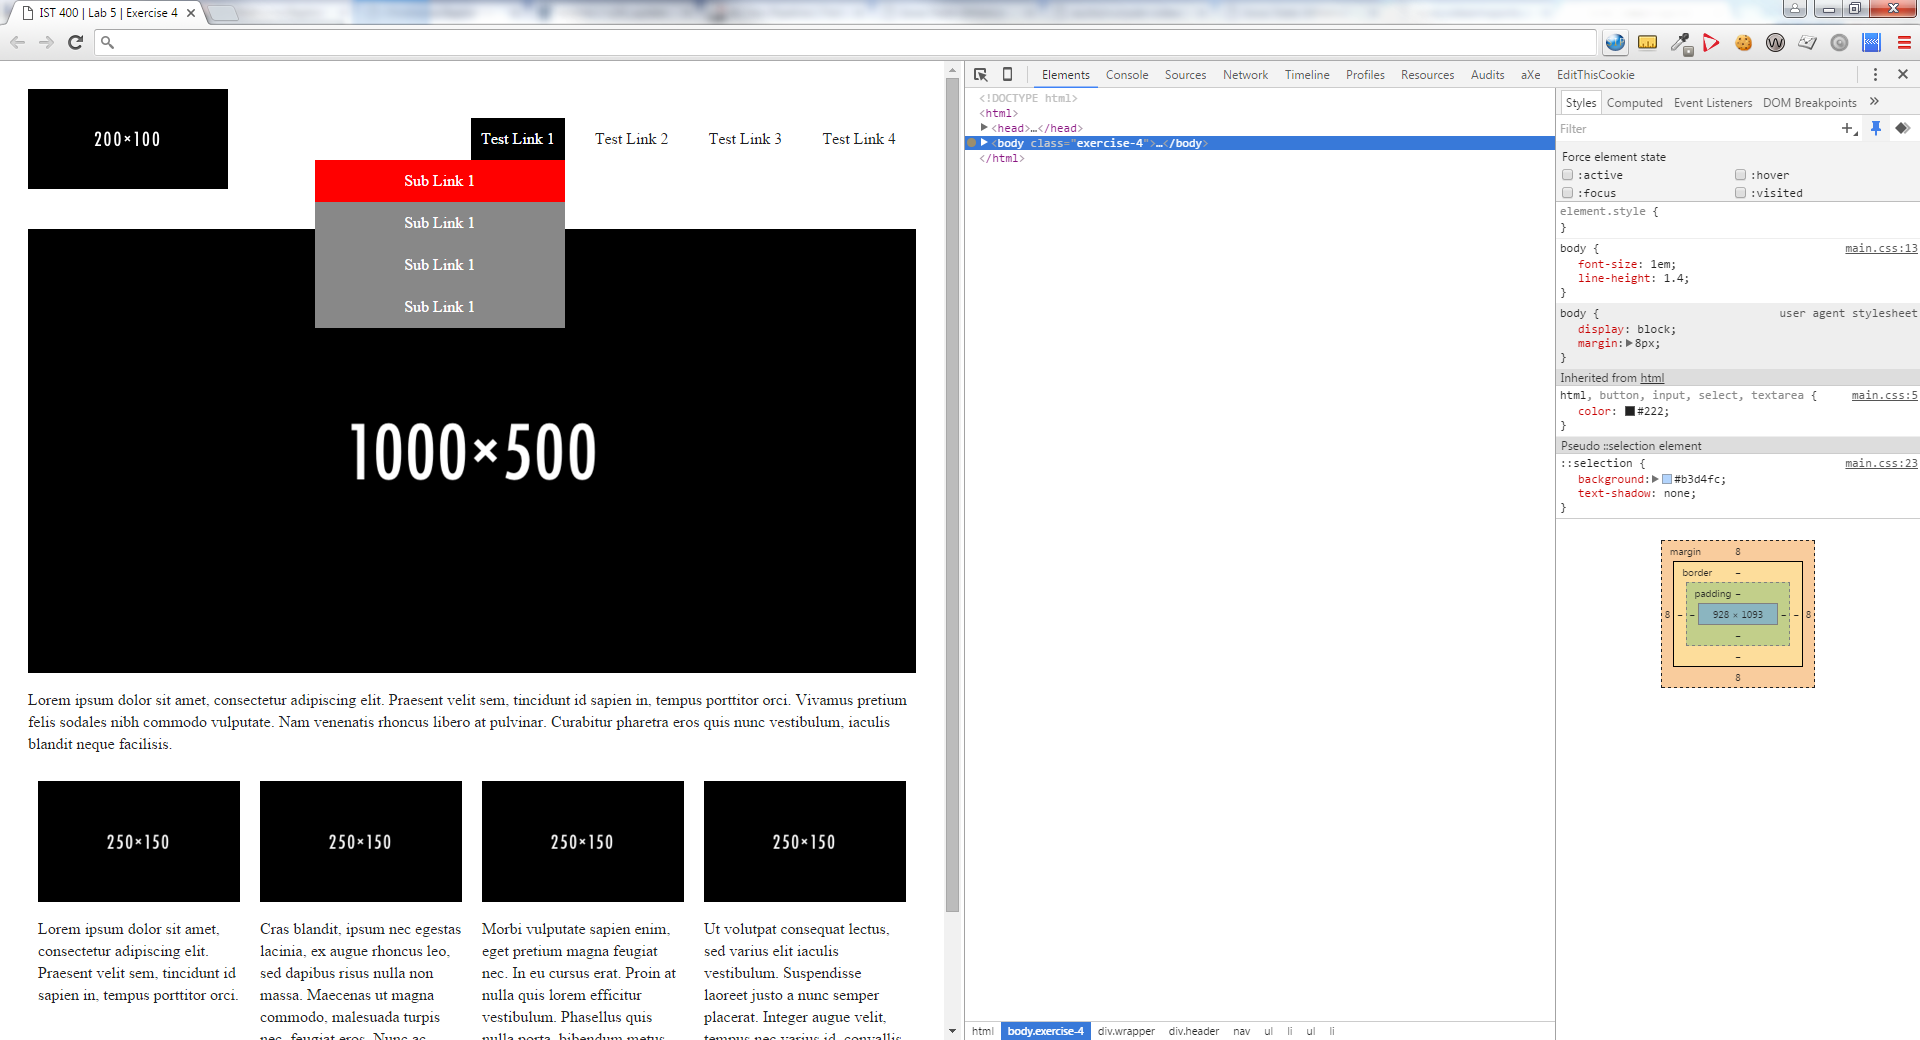 IST 400 | Lab 5 | Exercise 4
200×100
Test Link 1
Test Link 2
Test Link 3
Test Link 4
Sub Link 1
Sub Link 1
Sub Link 1
Sub Link 1
1000×500
Lorem ipsum dolor sit amet, consectetur adipiscing elit. Praesent velit sem, tincidunt id sapien in, tempus porttitor orci. Vivamus pretium
felis sodales nibh commodo vulputate. Nam venenatis rhoncus libero at pulvinar. Curabitur pharetra eros quis nunc vestibulum, iaculis
blandit neque facilisis.
250×150
Lorem ipsum dolor sit amet,
consectetur adipiscing elit.
Praesent velit sem, tincidunt id
sapien in, tempus porttitor orci.
250×150
Cras blandit, ipsum nec egestas
lacinia, ex augue rhoncus leo,
sed dapibus risus nulla non
massa. Maecenas ut magna
commodo, malesuada turpis
nec, feugiat eros. Nunc ac
250×150
Morbi vulputate sapien enim,
eget pretium magna feugiat
nec. In eu cursus erat. Proin at
nulla quis lorem efficitur
vestibulum. Phasellus quis
nulla porta, bibendum metus
250×150
Ut volutpat consequat lectus,
sed varius elit iaculis
vestibulum. Suspendisse
laoreet justo a nunc semper
placerat. Integer augue velit,
tempus nec varius id, convallis
Elements Console Sources Network Timeline Profiles Resources Audits aXe EditThisCookie
<!DOCTYPE html>
<html>
<head>…</head>
<body class="exercise-4">…</body>
</html>
html body.exercise-4 div.wrapper div.header nav ul li ul li
Styles Computed Event Listeners DOM Breakpoints »
Filter
Force element state
:active :hover
:focus :visited
element.style {
}
body { main.css:13
font-size: 1em;
line-height: 1.4;
}
body { user agent stylesheet
display: block;
margin: 8px;
}
Inherited from html
html, button, input, select, textarea { main.css:5
color: #222;
}
Pseudo ::selection element
::selection { main.css:23
background: #b3d4fc;
text-shadow: none;
}
margin 8
border –
padding –
8 – – 928 × 1093 – – 8
–
–
8